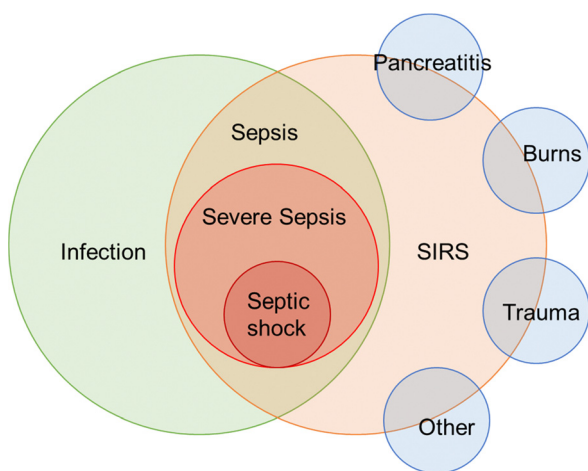 Pancreatitis
Sepsis
Burns
Severe Sepsis
Infection
SIRS
Septic
shock
Trauma
Other